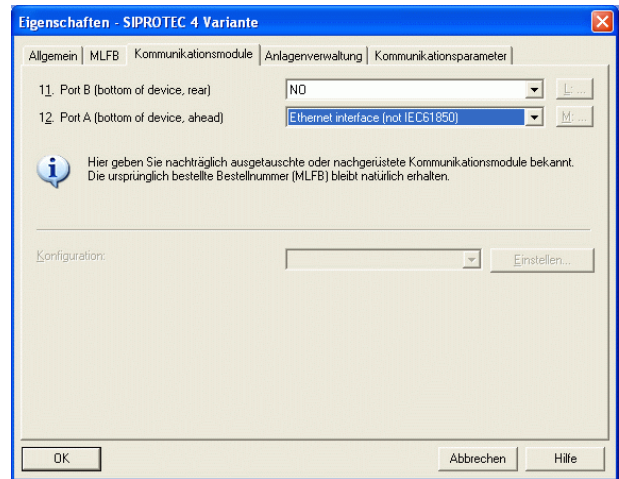 Eigenschaften - SIPROTEC 4 Variante
Allgemein MLFB Kommunikationsmodule Anlagenverwaltung Kommunikationsparameter
11. Port B (bottom of device, rear) NO L: ...
12. Port A (bottom of device, ahead) Ethernet interface (not IEC61850) M: ...
Hier geben Sie nachträglich ausgetauschte oder nachgerüstete Kommunikationsmodule bekannt.
Die ursprünglich bestellte Bestellnummer (MLFB) bleibt natürlich erhalten.
Konfiguration: Einstellen...
OK Abbrechen Hilfe